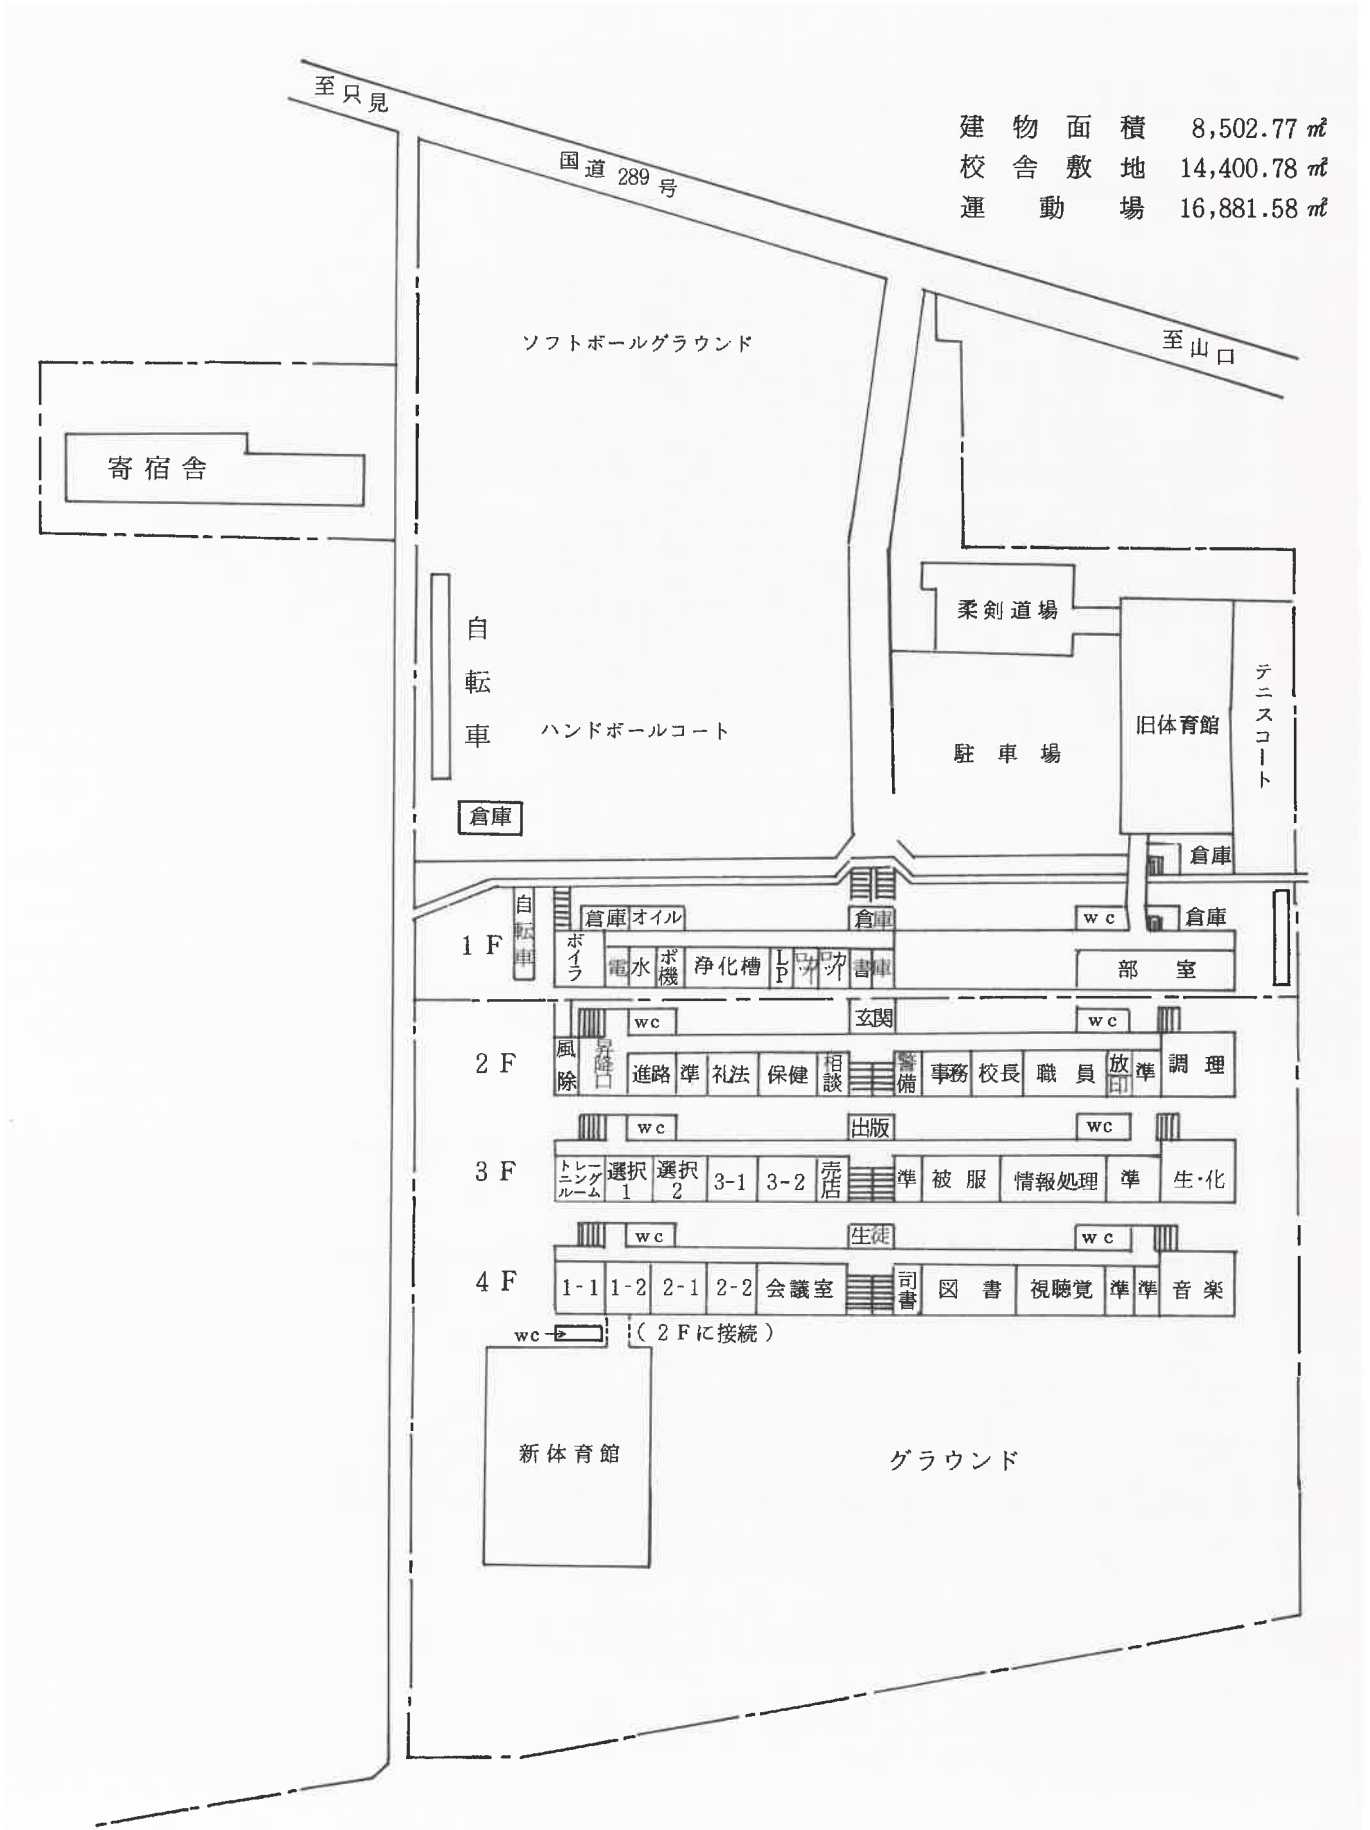 至只見
国道289号
建物面積 8,502.77㎡
校舎敷地 14,400.78㎡
運動場 16,881.58㎡
至山口
ソフトボールグラウンド
寄宿舎
自転車
ハンドボールコート
倉庫
柔剣道場
旧体育館
テニスコート
駐車場
倉庫
1F
自転車
倉庫 オイル 倉庫 wc 倉庫
ボイラ 電 水 ポ機 浄化槽 LP ロッカ ロッカー 書庫 部室
2F
wc 玄関 wc
風除 昇降口 進路 準 礼法 保健 相談 警備 事務 校長 職員 放印 準 調理
3F
wc 出版 wc
トレーニングルーム 選択1 選択2 3-1 3-2 売店 準 被服 情報処理 準 生・化
4F
wc 生徒 wc
1-1 1-2 2-1 2-2 会議室 司書 図書 視聴覚 準 準 音楽
wc→ (2Fに接続)
新体育館
グラウンド